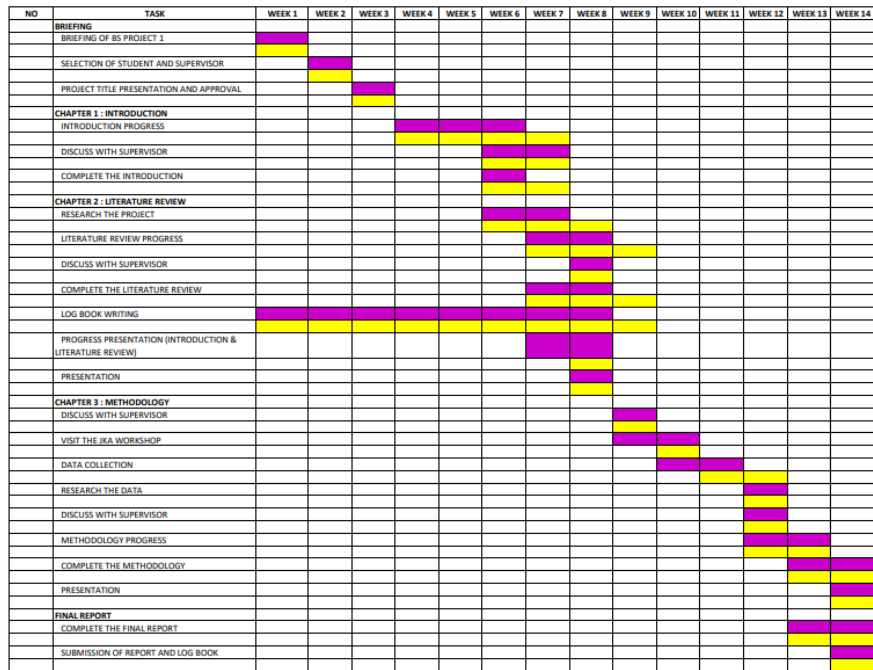 NO TASK WEEK 1 WEEK 2 WEEK 3 WEEK 4 WEEK 5 WEEK 6 WEEK 7 WEEK 8 WEEK 9 WEEK 10 WEEK 11 WEEK 12 WEEK 13 WEEK 14
BRIEFING
BRIEFING OF BS PROJECT 1
SELECTION OF STUDENT AND SUPERVISOR
PROJECT TITLE PRESENTATION AND APPROVAL
CHAPTER 1 : INTRODUCTION
INTRODUCTION PROGRESS
DISCUSS WITH SUPERVISOR
COMPLETE THE INTRODUCTION
CHAPTER 2 : LITERATURE REVIEW
RESEARCH THE PROJECT
LITERATURE REVIEW PROGRESS
DISCUSS WITH SUPERVISOR
COMPLETE THE LITERATURE REVIEW
LOG BOOK WRITING
PROGRESS PRESENTATION (INTRODUCTION &
LITERATURE REVIEW)
PRESENTATION
CHAPTER 3 : METHODOLOGY
DISCUSS WITH SUPERVISOR
VISIT THE JKA WORKSHOP
DATA COLLECTION
RESEARCH THE DATA
DISCUSS WITH SUPERVISOR
METHODOLOGY PROGRESS
COMPLETE THE METHODOLOGY
PRESENTATION
FINAL REPORT
COMPLETE THE FINAL REPORT
SUBMISSION OF REPORT AND LOG BOOK